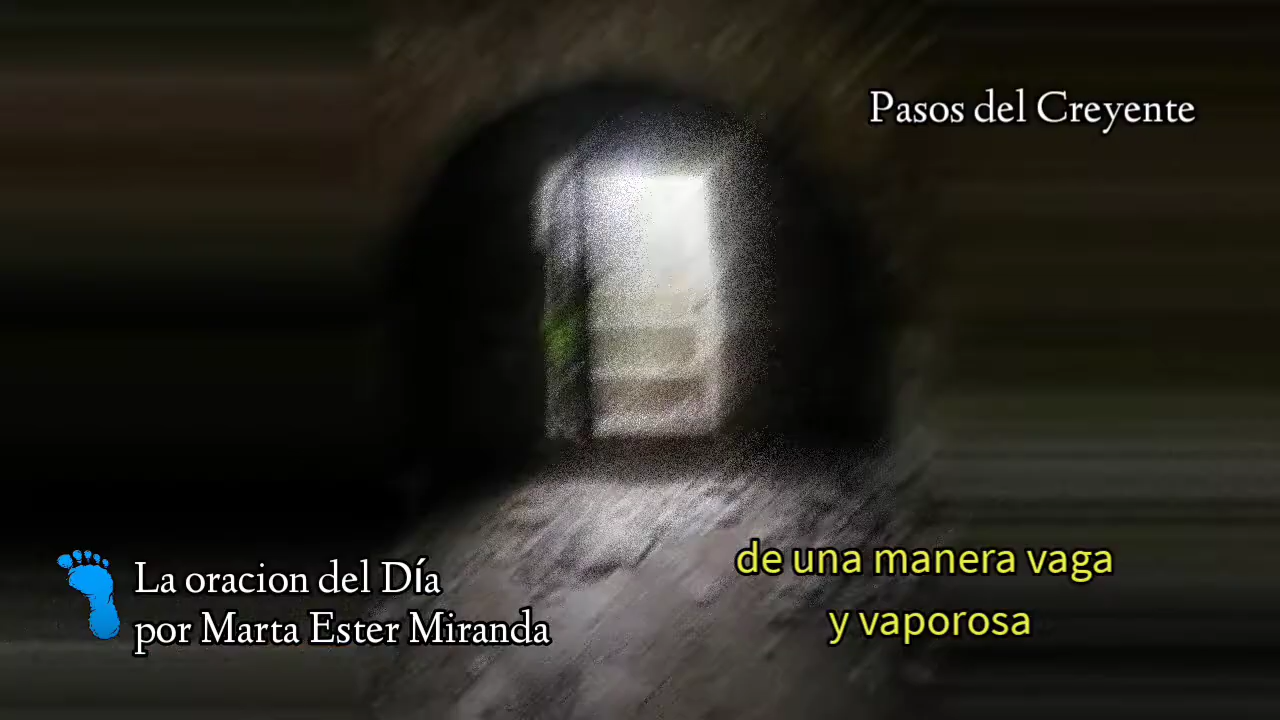 Pasos del Creyente
La oracion del Día
por Marta Ester Miranda
de una manera vaga
y vaporosa